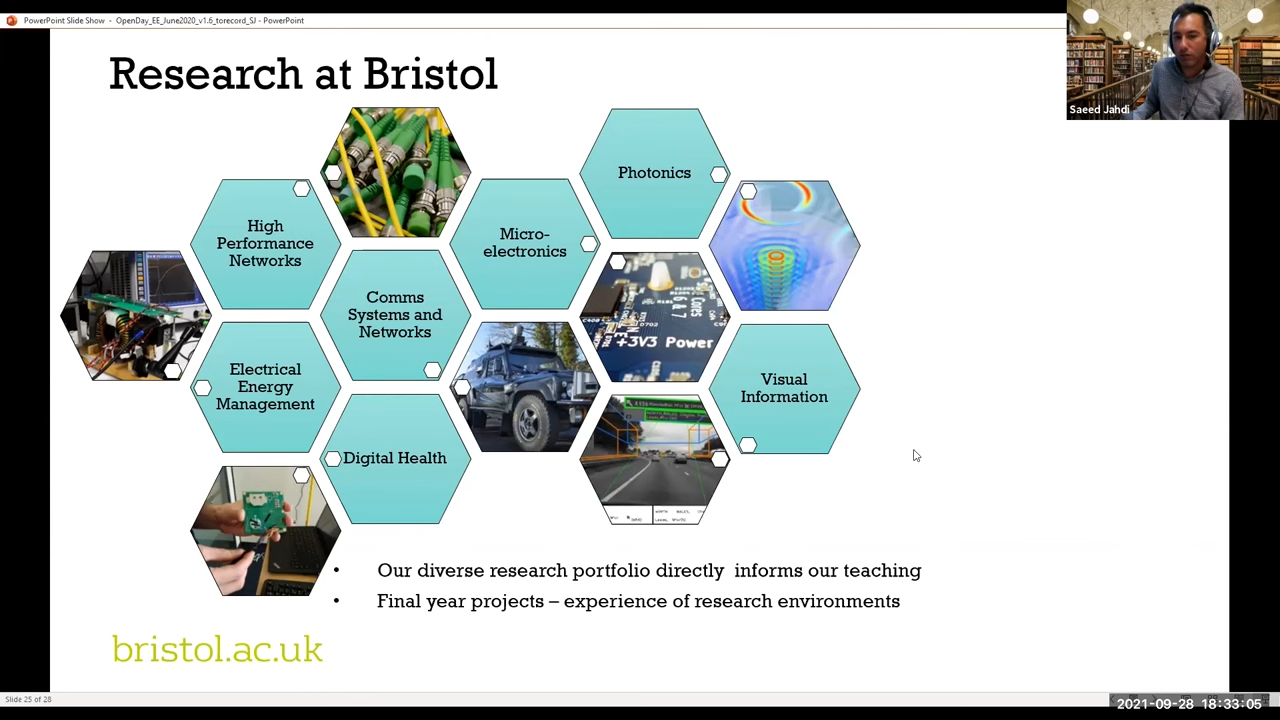 PowerPoint Slide Show - OpenDay_EE_June2020_v1.6_torecord_SJ - PowerPoint
Saeed Jahdi
Research at Bristol
Photonics
High
Performance
Networks
Micro-
electronics
Comms
Systems and
Networks
Cores
6 & 7
+3V3 Power
Electrical
Energy
Management
Visual
Information
Digital Health
• Our diverse research portfolio directly informs our teaching
• Final year projects – experience of research environments
bristol.ac.uk
Slide 25 of 28
2021-09-28 18:33:05